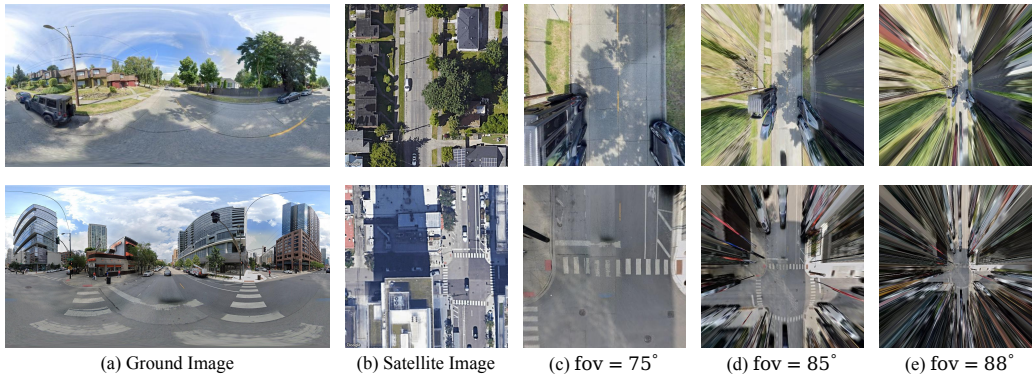 (a) Ground Image
(b) Satellite Image
(c) fov = 75°
(d) fov = 85°
(e) fov = 88°